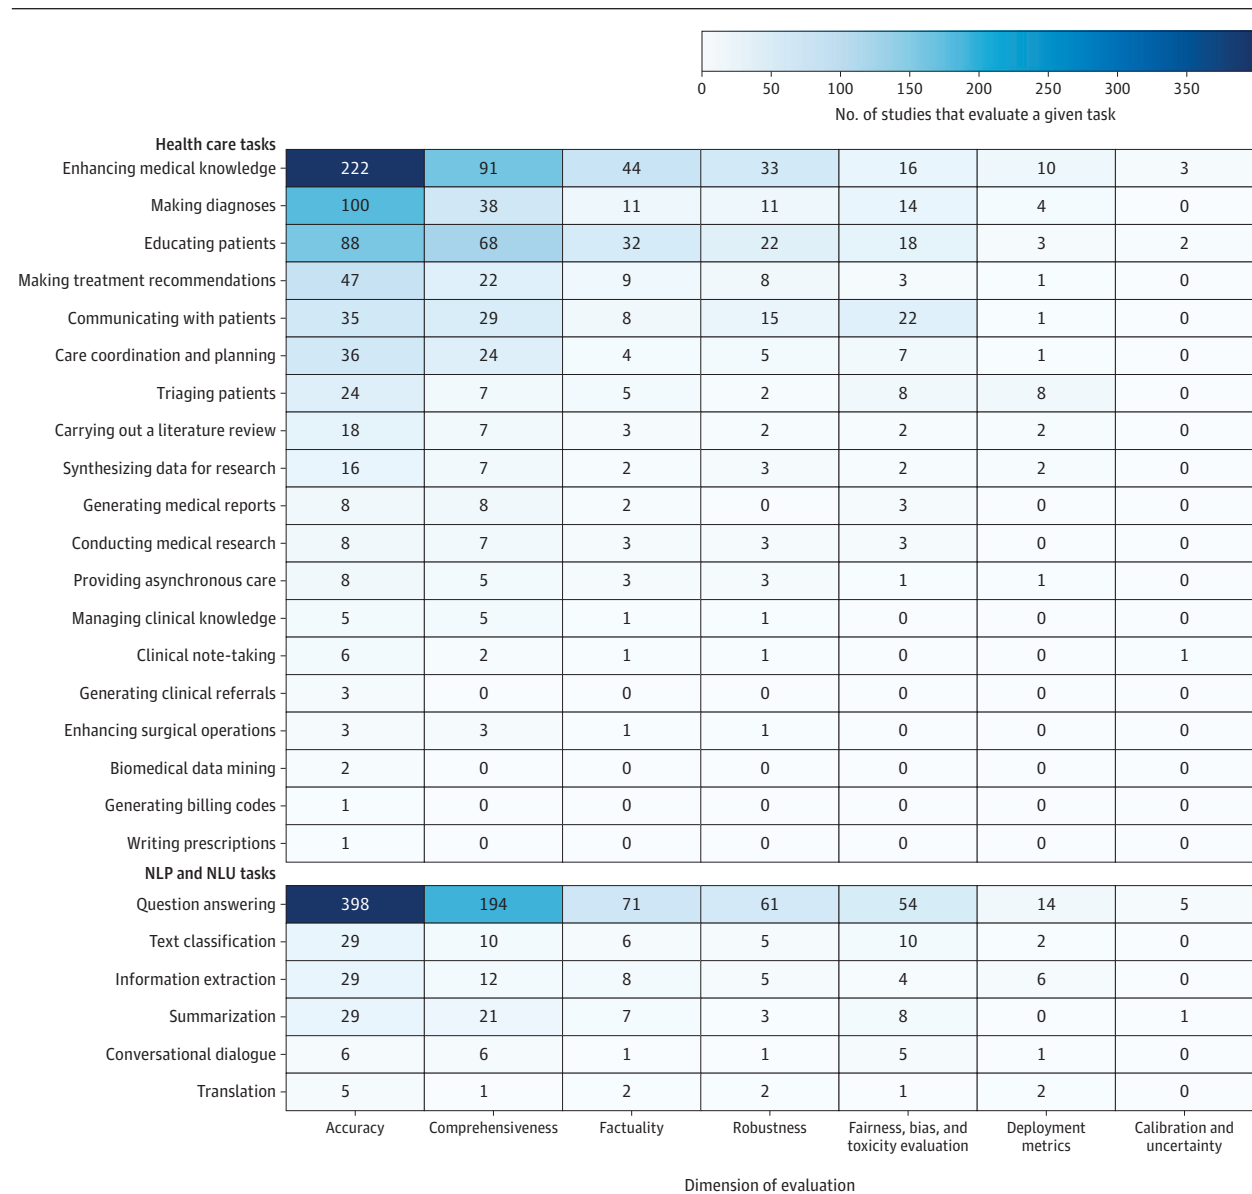 0 50 100 150 200 250 300 350
No. of studies that evaluate a given task
Health care tasks
Enhancing medical knowledge 222 91 44 33 16 10 3
Making diagnoses 100 38 11 11 14 4 0
Educating patients 88 68 32 22 18 3 2
Making treatment recommendations 47 22 9 8 3 1 0
Communicating with patients 35 29 8 15 22 1 0
Care coordination and planning 36 24 4 5 7 1 0
Triaging patients 24 7 5 2 8 8 0
Carrying out a literature review 18 7 3 2 2 2 0
Synthesizing data for research 16 7 2 3 2 2 0
Generating medical reports 8 8 2 0 3 0 0
Conducting medical research 8 7 3 3 3 0 0
Providing asynchronous care 8 5 3 3 1 1 0
Managing clinical knowledge 5 5 1 1 0 0 0
Clinical note-taking 6 2 1 1 0 0 1
Generating clinical referrals 3 0 0 0 0 0 0
Enhancing surgical operations 3 3 1 1 0 0 0
Biomedical data mining 2 0 0 0 0 0 0
Generating billing codes 1 0 0 0 0 0 0
Writing prescriptions 1 0 0 0 0 0 0
NLP and NLU tasks
Question answering 398 194 71 61 54 14 5
Text classification 29 10 6 5 10 2 0
Information extraction 29 12 8 5 4 6 0
Summarization 29 21 7 3 8 0 1
Conversational dialogue 6 6 1 1 5 1 0
Translation 5 1 2 2 1 2 0
Accuracy Comprehensiveness Factuality Robustness Fairness, bias, and Deployment Calibration and
toxicity evaluation metrics uncertainty
Dimension of evaluation